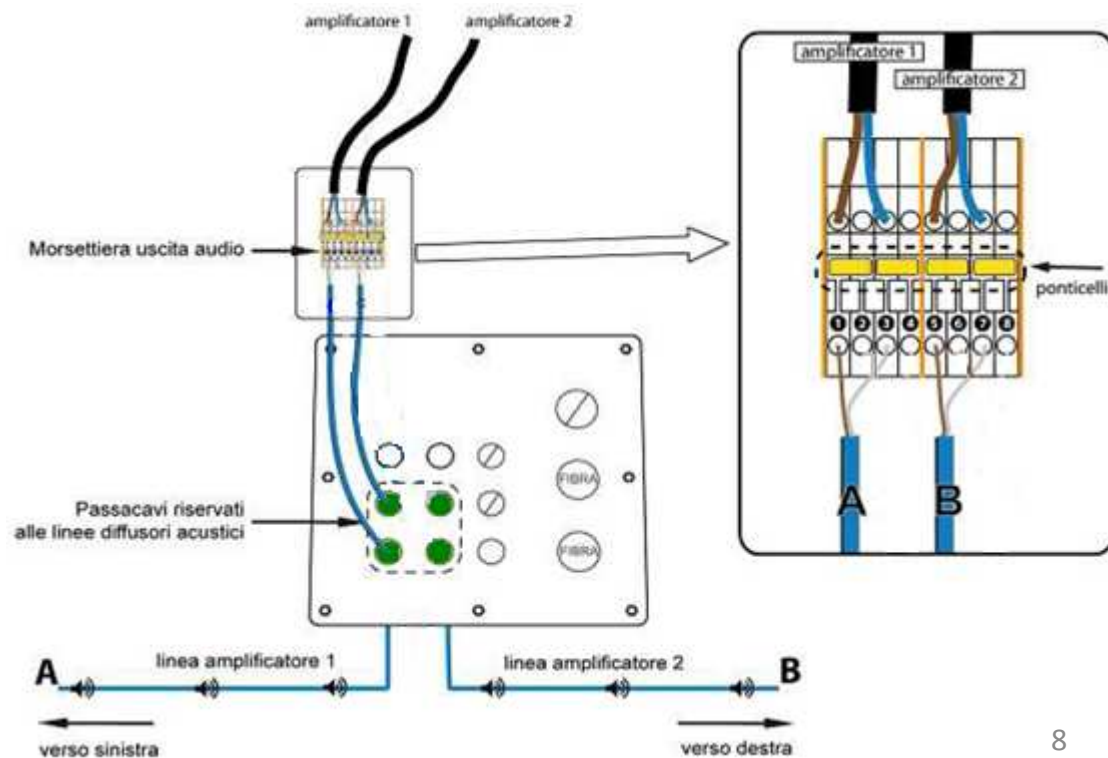 amplificatore 1
amplificatore 2
Morsettiera uscita audio
amplificatore 1
amplificatore 2
ponticelli
1 2 3 4 5 6 7 8
A B
Passacavi riservati
alle linee diffusori acustici
FIBRA
FIBRA
A
linea amplificatore 1
linea amplificatore 2
B
verso sinistra
verso destra
8